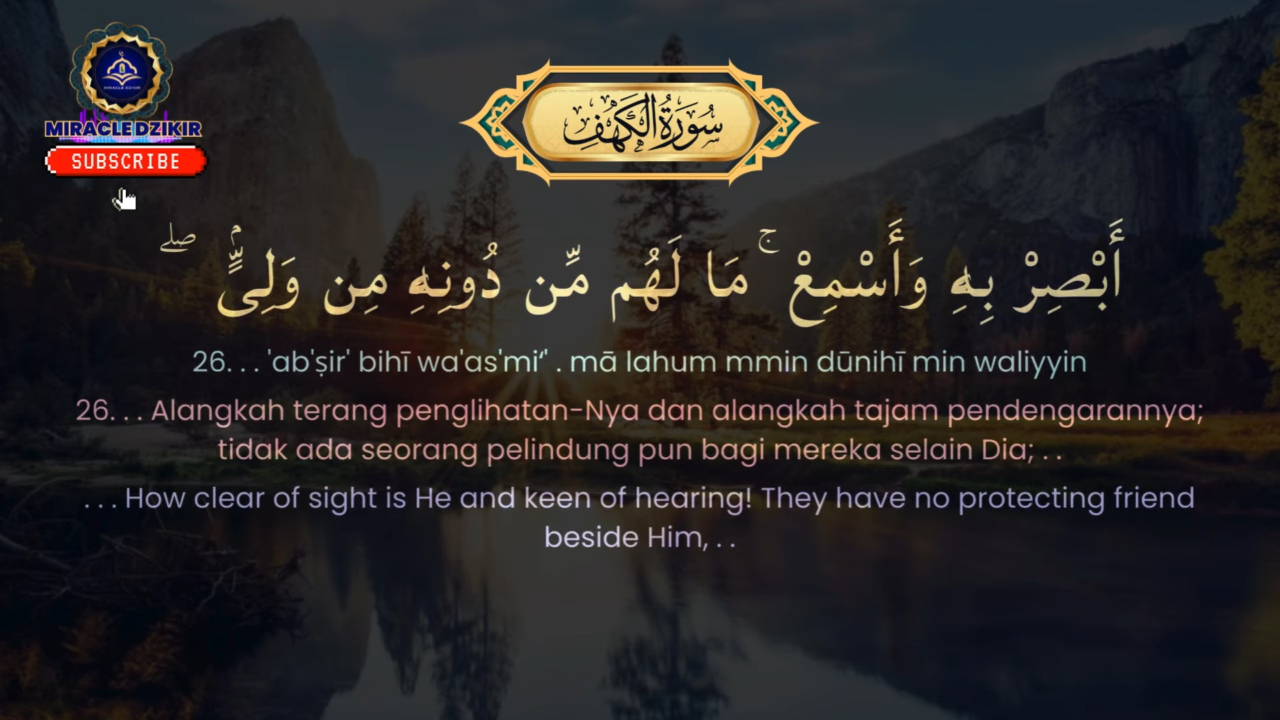 MIRACLEDZIKIR
SUBSCRIBE
سُورَةُ الكَهْفِ
أَبْصِرْ بِهِ وَأَسْمِعْ ۚ مَا لَهُم مِّن دُونِهِ مِن وَلِيٍّۢ ۖ
26. . . 'ab'ṣir' bihī wa'as'mi‘' . mā lahum mmin dūnihī min waliyyin
26. . . Alangkah terang penglihatan-Nya dan alangkah tajam pendengarannya;
tidak ada seorang pelindung pun bagi mereka selain Dia; . .
. . . How clear of sight is He and keen of hearing! They have no protecting friend
beside Him, . .